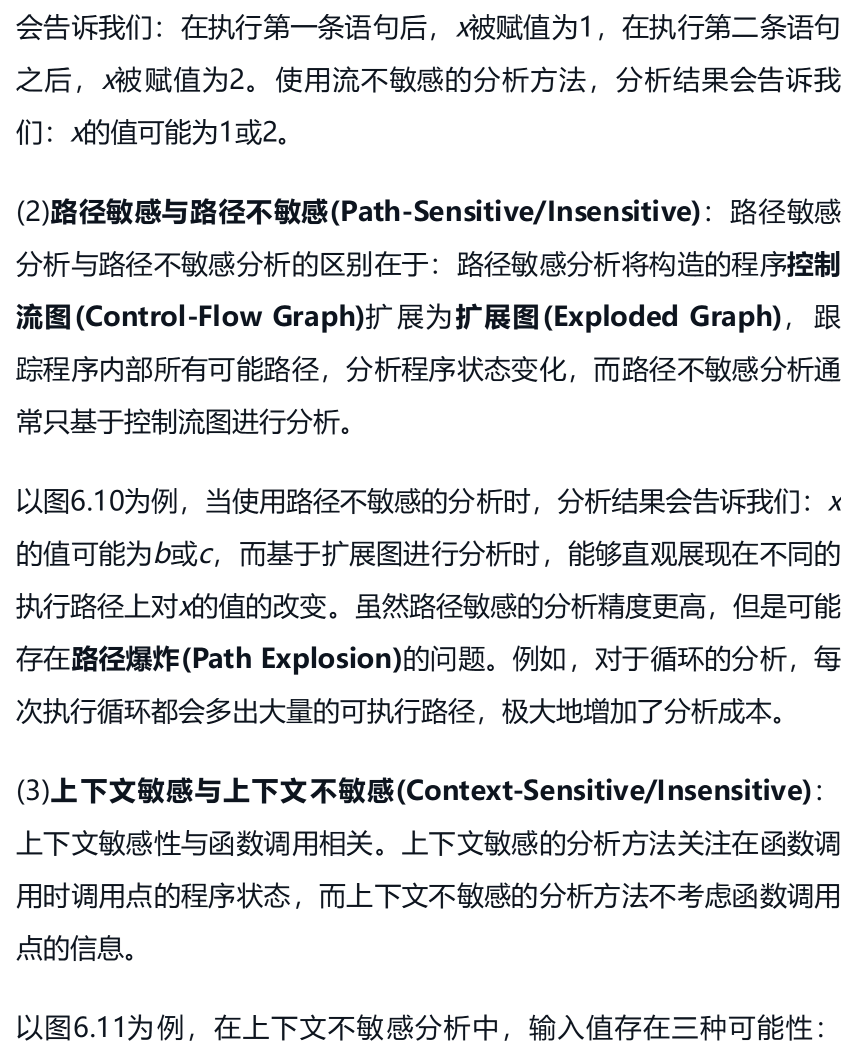 会告诉我们：在执行第一条语句后，x被赋值为1，在执行第二条语句
之后，x被赋值为2。使用流不敏感的分析方法，分析结果会告诉我
们：x的值可能为1或2。
(2)路径敏感与路径不敏感(Path-Sensitive/Insensitive)：路径敏感
分析与路径不敏感分析的区别在于：路径敏感分析将构造的程序控制
流图(Control-Flow Graph)扩展为扩展图(Exploded Graph)，跟
踪程序内部所有可能路径，分析程序状态变化，而路径不敏感分析通
常只基于控制流图进行分析。
以图6.10为例，当使用路径不敏感的分析时，分析结果会告诉我们：x
的值可能为b或c，而基于扩展图进行分析时，能够直观展现在不同的
执行路径上对x的值的改变。虽然路径敏感的分析精度更高，但是可能
存在路径爆炸(Path Explosion)的问题。例如，对于循环的分析，每
次执行循环都会多出大量的可执行路径，极大地增加了分析成本。
(3)上下文敏感与上下文不敏感(Context-Sensitive/Insensitive)：
上下文敏感性与函数调用相关。上下文敏感的分析方法关注在函数调
用时调用点的程序状态，而上下文不敏感的分析方法不考虑函数调用
点的信息。
以图6.11为例，在上下文不敏感分析中，输入值存在三种可能性：